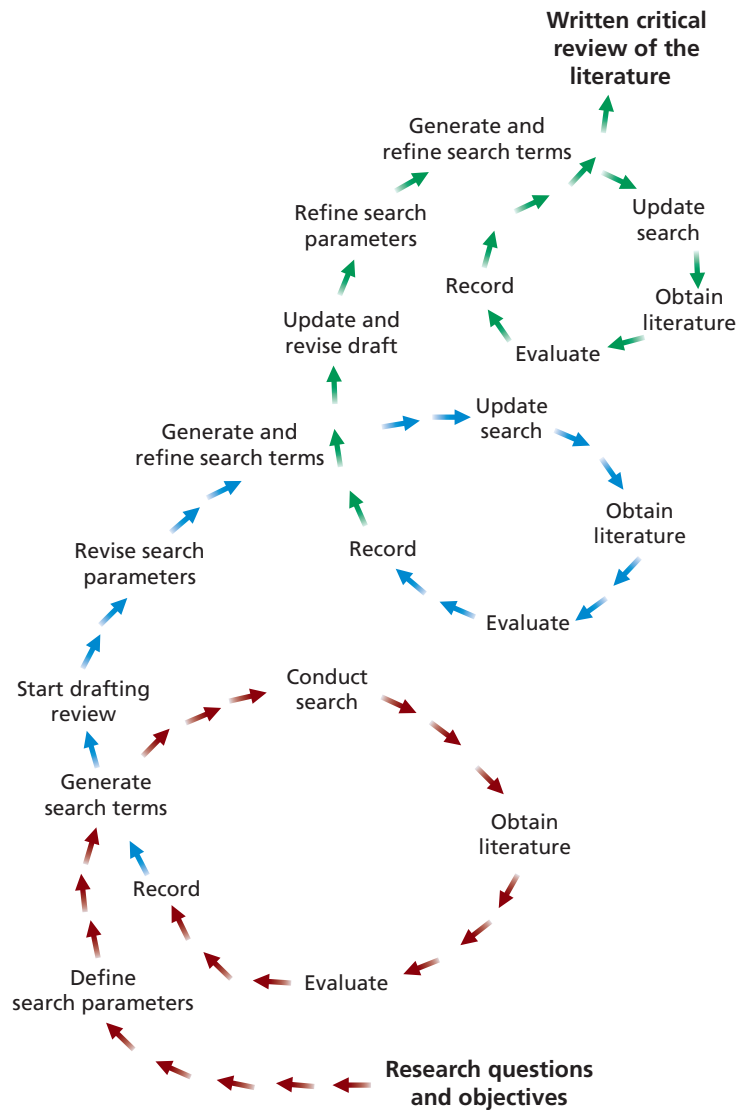 Written critical
review of the
literature
Generate and
refine search terms
Update
search
Refine search
parameters
Record
Obtain
literature
Update and
revise draft
Evaluate
Update
search
Generate and
refine search terms
Obtain
literature
Record
Revise search
parameters
Evaluate
Conduct
search
Start drafting
review
Generate
search terms
Obtain
literature
Record
Evaluate
Define
search parameters
Research questions
and objectives